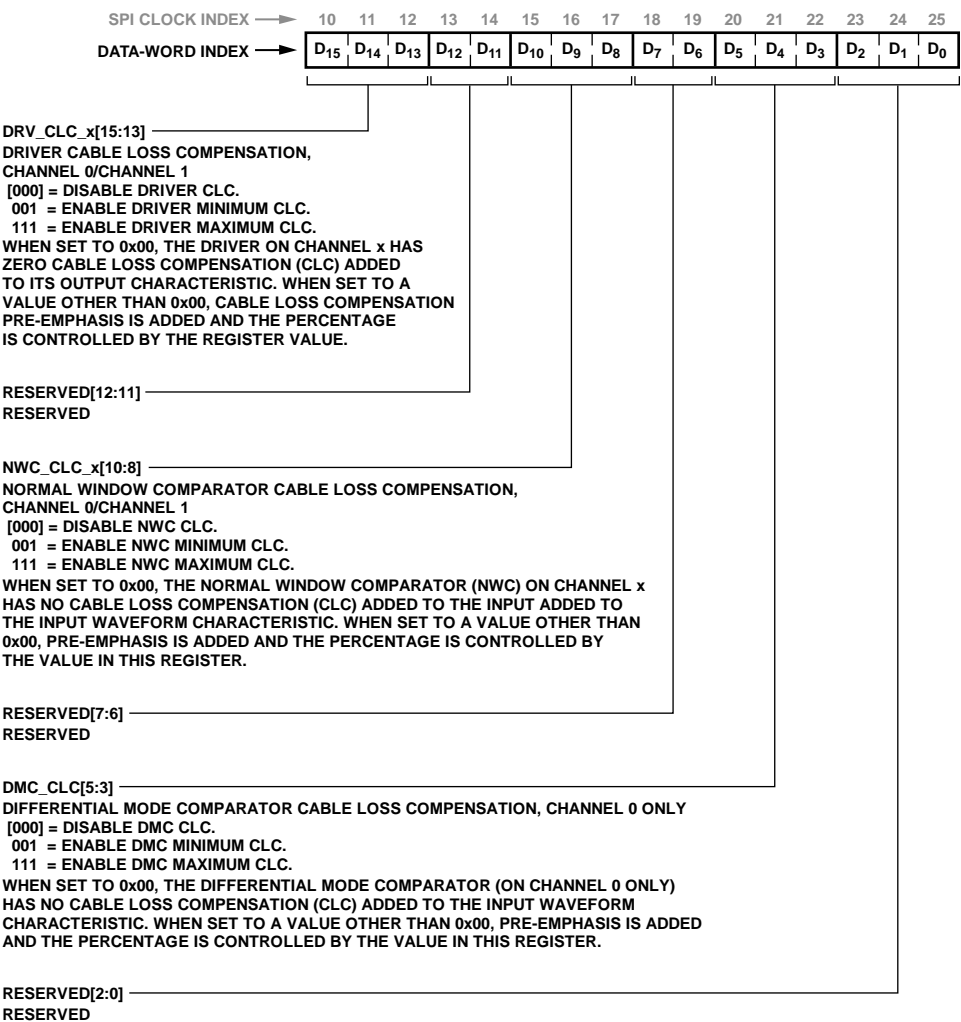 SPI CLOCK INDEX 10 11 12 13 14 15 16 17 18 19 20 21 22 23 24 25
DATA-WORD INDEX D15 D14 D13 D12 D11 D10 D9 D8 D7 D6 D5 D4 D3 D2 D1 D0
DRV_CLC_x[15:13]
DRIVER CABLE LOSS COMPENSATION,
CHANNEL 0/CHANNEL 1
[000] = DISABLE DRIVER CLC.
001 = ENABLE DRIVER MINIMUM CLC.
111 = ENABLE DRIVER MAXIMUM CLC.
WHEN SET TO 0x00, THE DRIVER ON CHANNEL x HAS
ZERO CABLE LOSS COMPENSATION (CLC) ADDED
TO ITS OUTPUT CHARACTERISTIC. WHEN SET TO A
VALUE OTHER THAN 0x00, CABLE LOSS COMPENSATION
PRE-EMPHASIS IS ADDED AND THE PERCENTAGE
IS CONTROLLED BY THE REGISTER VALUE.
RESERVED[12:11]
RESERVED
NWC_CLC_x[10:8]
NORMAL WINDOW COMPARATOR CABLE LOSS COMPENSATION,
CHANNEL 0/CHANNEL 1
[000] = DISABLE NWC CLC.
001 = ENABLE NWC MINIMUM CLC.
111 = ENABLE NWC MAXIMUM CLC.
WHEN SET TO 0x00, THE NORMAL WINDOW COMPARATOR (NWC) ON CHANNEL x
HAS NO CABLE LOSS COMPENSATION (CLC) ADDED TO THE INPUT ADDED TO
THE INPUT WAVEFORM CHARACTERISTIC. WHEN SET TO A VALUE OTHER THAN
0x00, PRE-EMPHASIS IS ADDED AND THE PERCENTAGE IS CONTROLLED BY
THE VALUE IN THIS REGISTER.
RESERVED[7:6]
RESERVED
DMC_CLC[5:3]
DIFFERENTIAL MODE COMPARATOR CABLE LOSS COMPENSATION, CHANNEL 0 ONLY
[000] = DISABLE DMC CLC.
001 = ENABLE DMC MINIMUM CLC.
111 = ENABLE DMC MAXIMUM CLC.
WHEN SET TO 0x00, THE DIFFERENTIAL MODE COMPARATOR (ON CHANNEL 0 ONLY)
HAS NO CABLE LOSS COMPENSATION (CLC) ADDED TO THE INPUT WAVEFORM
CHARACTERISTIC. WHEN SET TO A VALUE OTHER THAN 0x00, PRE-EMPHASIS IS ADDED
AND THE PERCENTAGE IS CONTROLLED BY THE VALUE IN THIS REGISTER.
RESERVED[2:0]
RESERVED